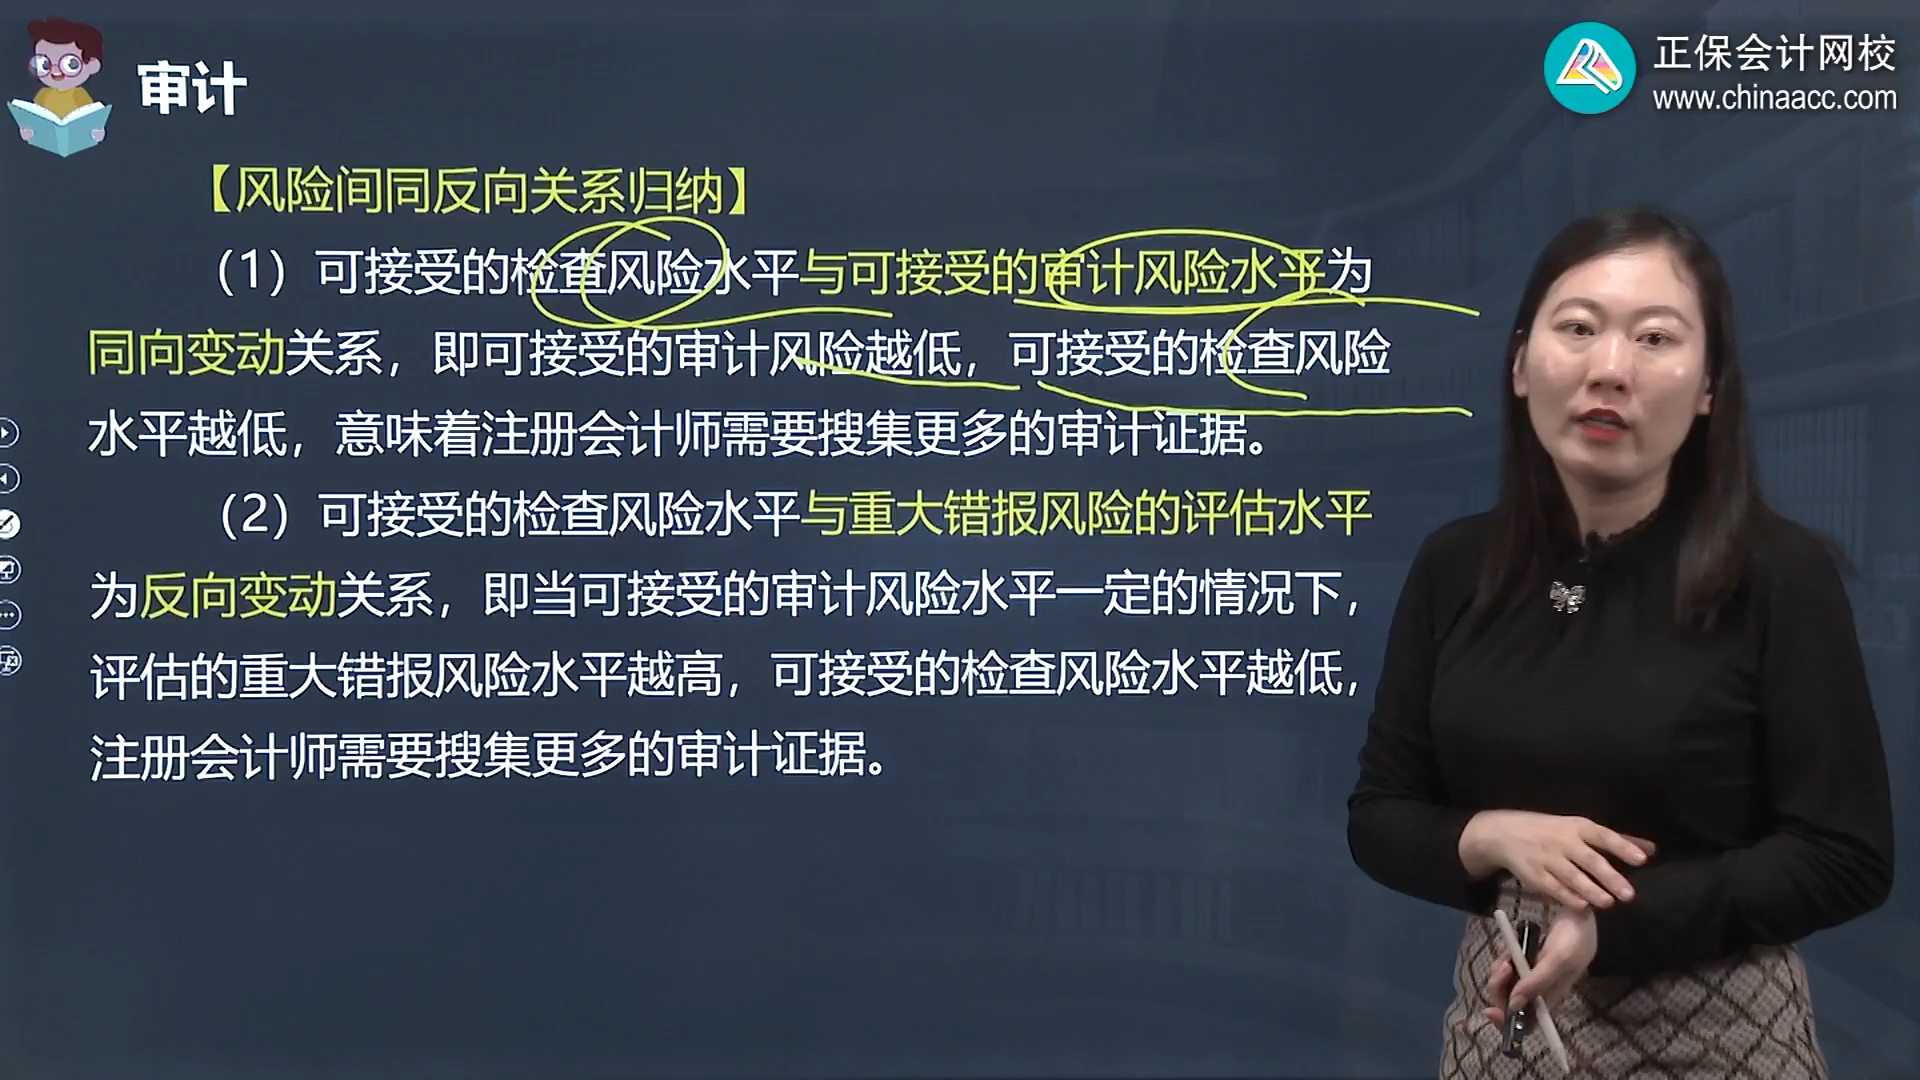 审计
正保会计网校
www.chinaacc.com
【风险间同反向关系归纳】
（1）可接受的检查风险水平与可接受的审计风险水平为
同向变动关系，即可接受的审计风险越低，可接受的检查风险
水平越低，意味着注册会计师需要搜集更多的审计证据。
（2）可接受的检查风险水平与重大错报风险的评估水平
为反向变动关系，即当可接受的审计风险水平一定的情况下，
评估的重大错报风险水平越高，可接受的检查风险水平越低，
注册会计师需要搜集更多的审计证据。